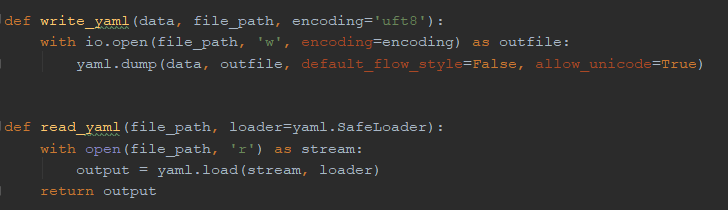 def write_yaml(data, file_path, encoding='uft8'):
    with io.open(file_path, 'w', encoding=encoding) as outfile:
        yaml.dump(data, outfile, default_flow_style=False, allow_unicode=True)
def read_yaml(file_path, loader=yaml.SafeLoader):
    with open(file_path, 'r') as stream:
        output = yaml.load(stream, loader)
    return output